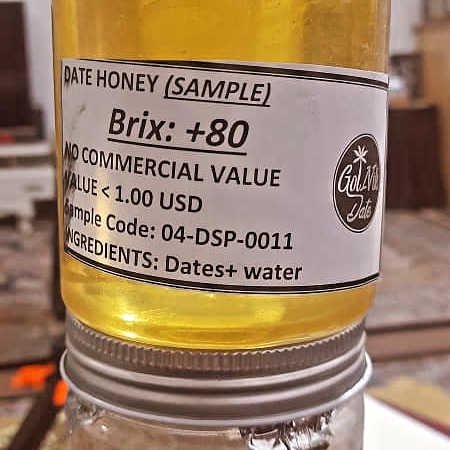 DATE HONEY (SAMPLE)
Brix: +80
NO COMMERCIAL VALUE
VALUE < 1.00 USD
Sample Code: 04-DSP-0011
INGREDIENTS: Dates+ water
Date